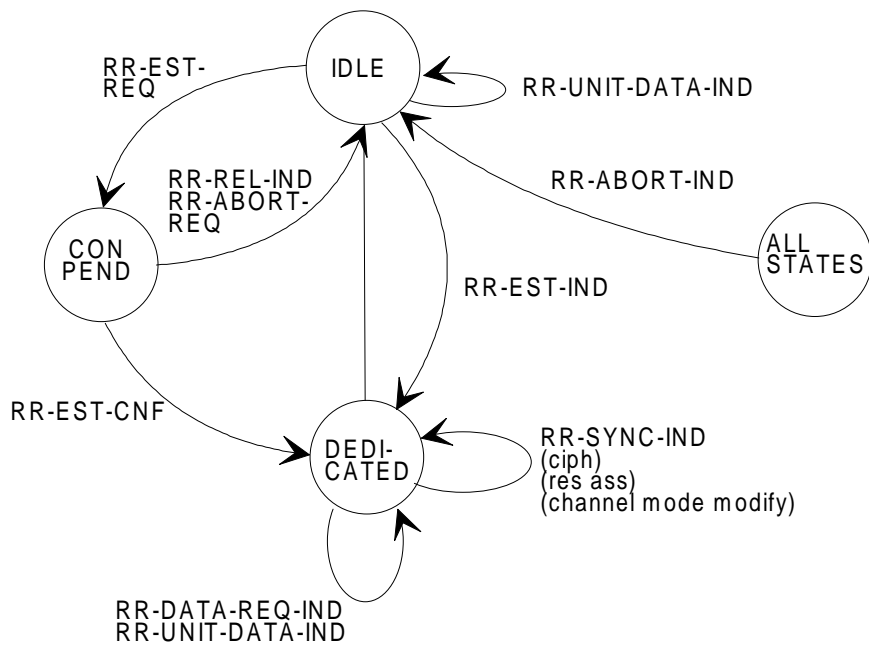 IDLE
RR-EST-
REQ
RR-UNIT-DATA-IND
RR-REL-IND
RR-ABORT-
REQ
RR-ABORT-IND
CON
PEND
ALL
STATES
RR-EST-IND
RR-EST-CNF
DEDI-
CATED
RR-SYNC-IND
(ciph)
(res ass)
(channel mode modify)
RR-DATA-REQ-IND
RR-UNIT-DATA-IND